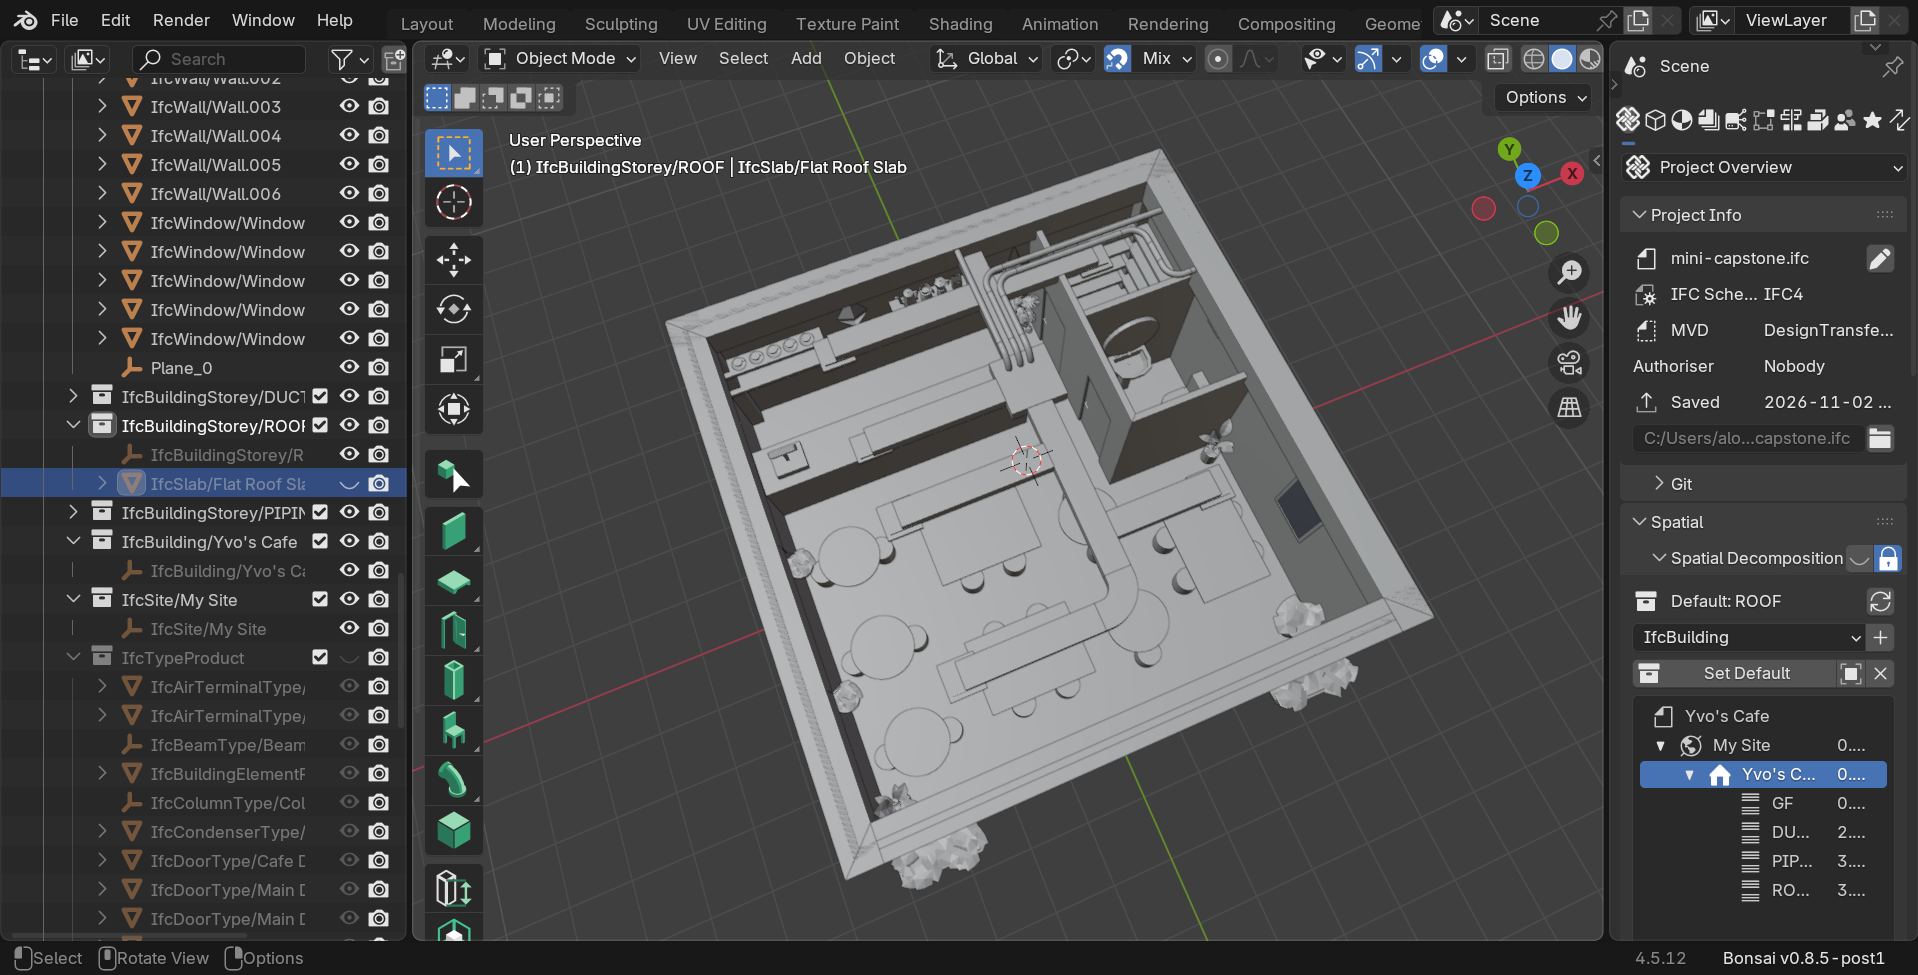 File Edit Render Window Help
Layout Modeling Sculpting UV Editing Texture Paint Shading Animation Rendering Compositing Geome
Scene
ViewLayer
Search
Object Mode View Select Add Object Global Mix
Options
User Perspective
(1) IfcBuildingStorey/ROOF | IfcSlab/Flat Roof Slab
Y
Z
X
IfcWall/Wall.002
IfcWall/Wall.003
IfcWall/Wall.004
IfcWall/Wall.005
IfcWall/Wall.006
IfcWindow/Window
IfcWindow/Window
IfcWindow/Window
IfcWindow/Window
IfcWindow/Window
Plane_0
IfcBuildingStorey/DUCT
IfcBuildingStorey/ROOF
IfcBuildingStorey/R
IfcSlab/Flat Roof Sla
IfcBuildingStorey/PIPIN
IfcBuilding/Yvo's Cafe
IfcBuilding/Yvo's Ca
IfcSite/My Site
IfcSite/My Site
IfcTypeProduct
IfcAirTerminalType/
IfcAirTerminalType/
IfcBeamType/Beam
IfcBuildingElementP
IfcColumnType/Col
IfcCondenserType/
IfcDoorType/Cafe D
IfcDoorType/Main D
IfcDoorType/Main D
Scene
Project Overview
Project Info
mini-capstone.ifc
IFC Sche... IFC4
MVD DesignTransfe...
Authoriser Nobody
Saved 2026-11-02 ...
C:/Users/alo...capstone.ifc
Git
Spatial
Spatial Decomposition
Default: ROOF
IfcBuilding
Set Default
Yvo's Cafe
My Site 0....
Yvo's C... 0....
GF 0....
DU... 2....
PIP... 3....
RO... 3....
Select Rotate View Options
4.5.12 Bonsai v0.8.5-post1